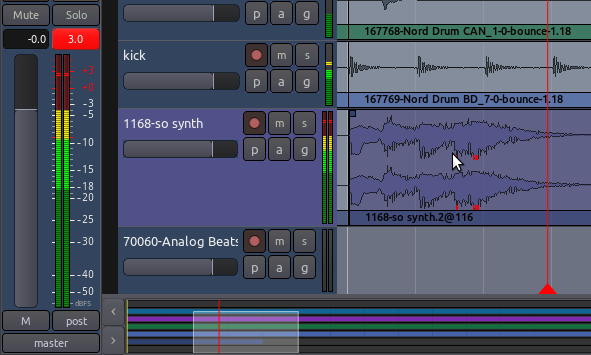 Mute Solo
-0.0 3.0
+3
+0
-3
-5
-10
-15
-18
-20
-25
-30
-40
-50
dBFS
M post
master
p a g
167768-Nord Drum CAN_1-0-bounce-1.18
kick m s
p a g
167769-Nord Drum BD_7-0-bounce-1.18
1168-so synth m s
p a g
1168-so synth.2@116
70060-Analog Beats m s
p a g